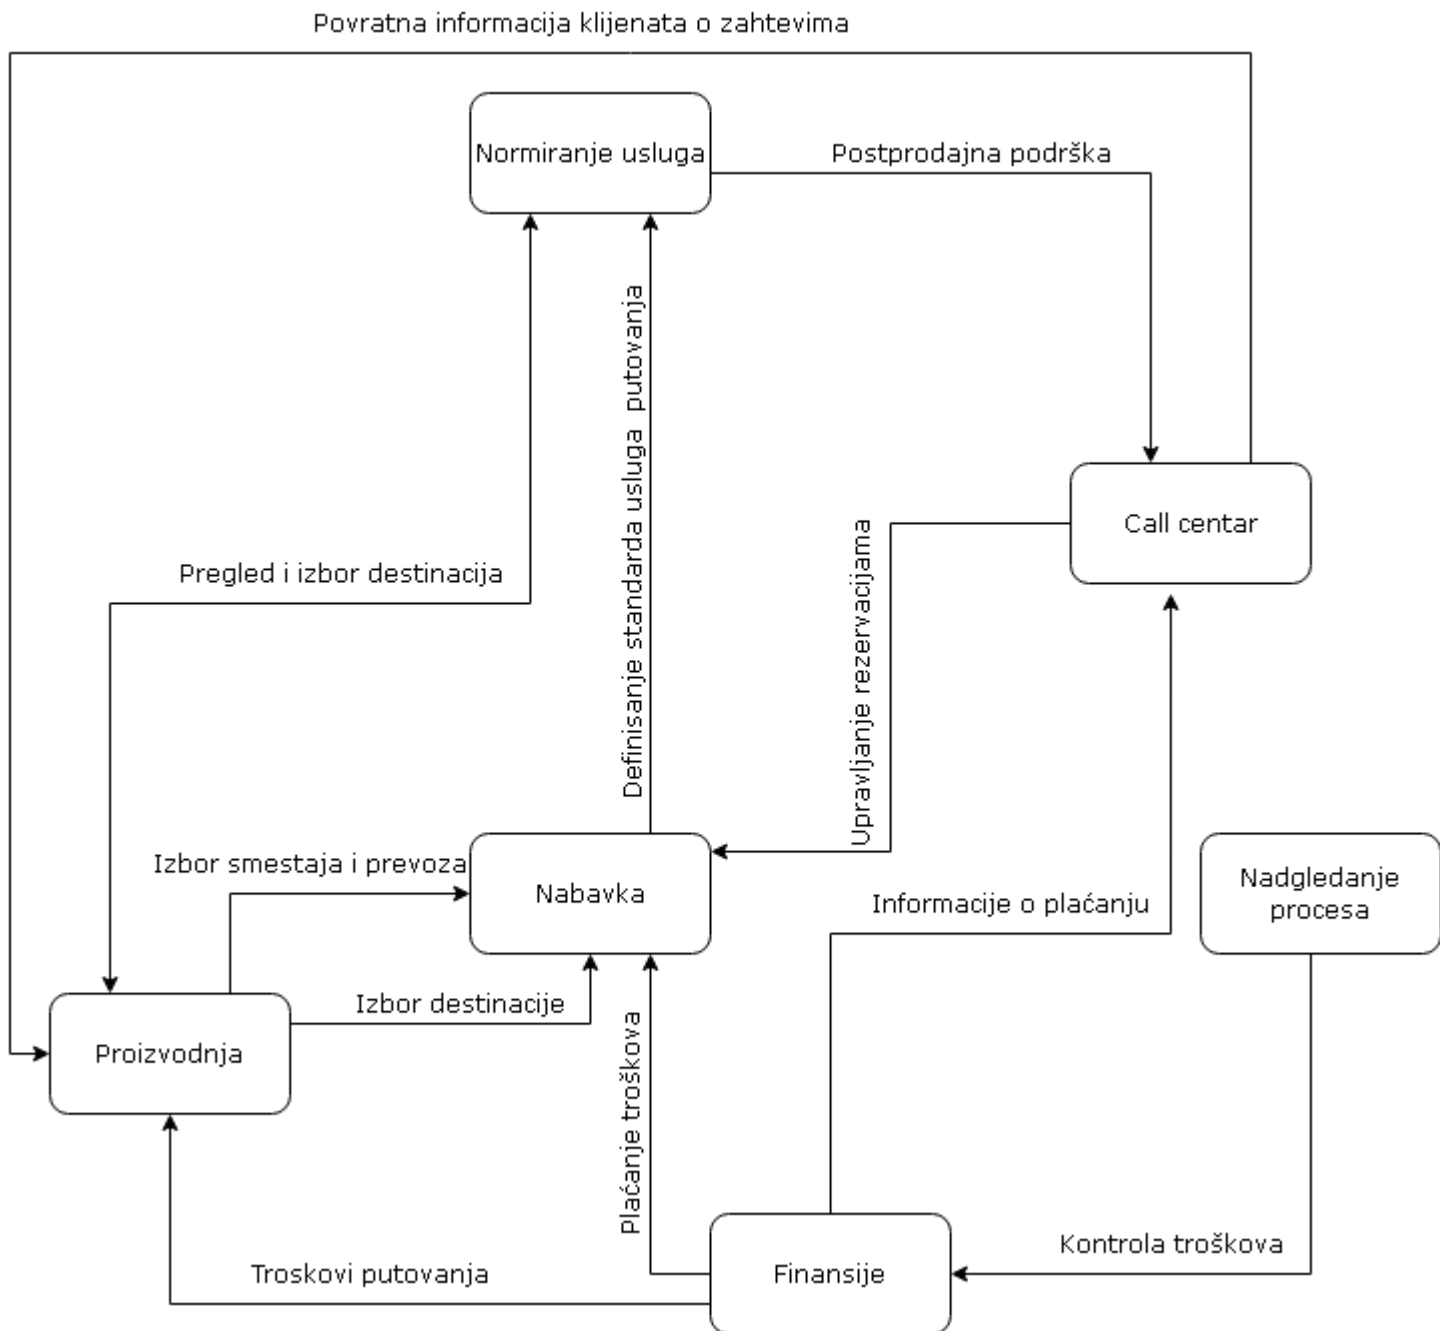 Povratna informacija klijenata o zahtevima
Normiranje usluga
Postprodajna podrška
Definisanje standarda usluga putovanja
Call centar
Upravljanje rezervacijama
Pregled i izbor destinacija
Izbor smestaja i prevoza
Nabavka
Nadgledanje
procesa
Informacije o plaćanju
Izbor destinacije
Proizvodnja
Plaćanje troškova
Kontrola troškova
Troskovi putovanja
Finansije